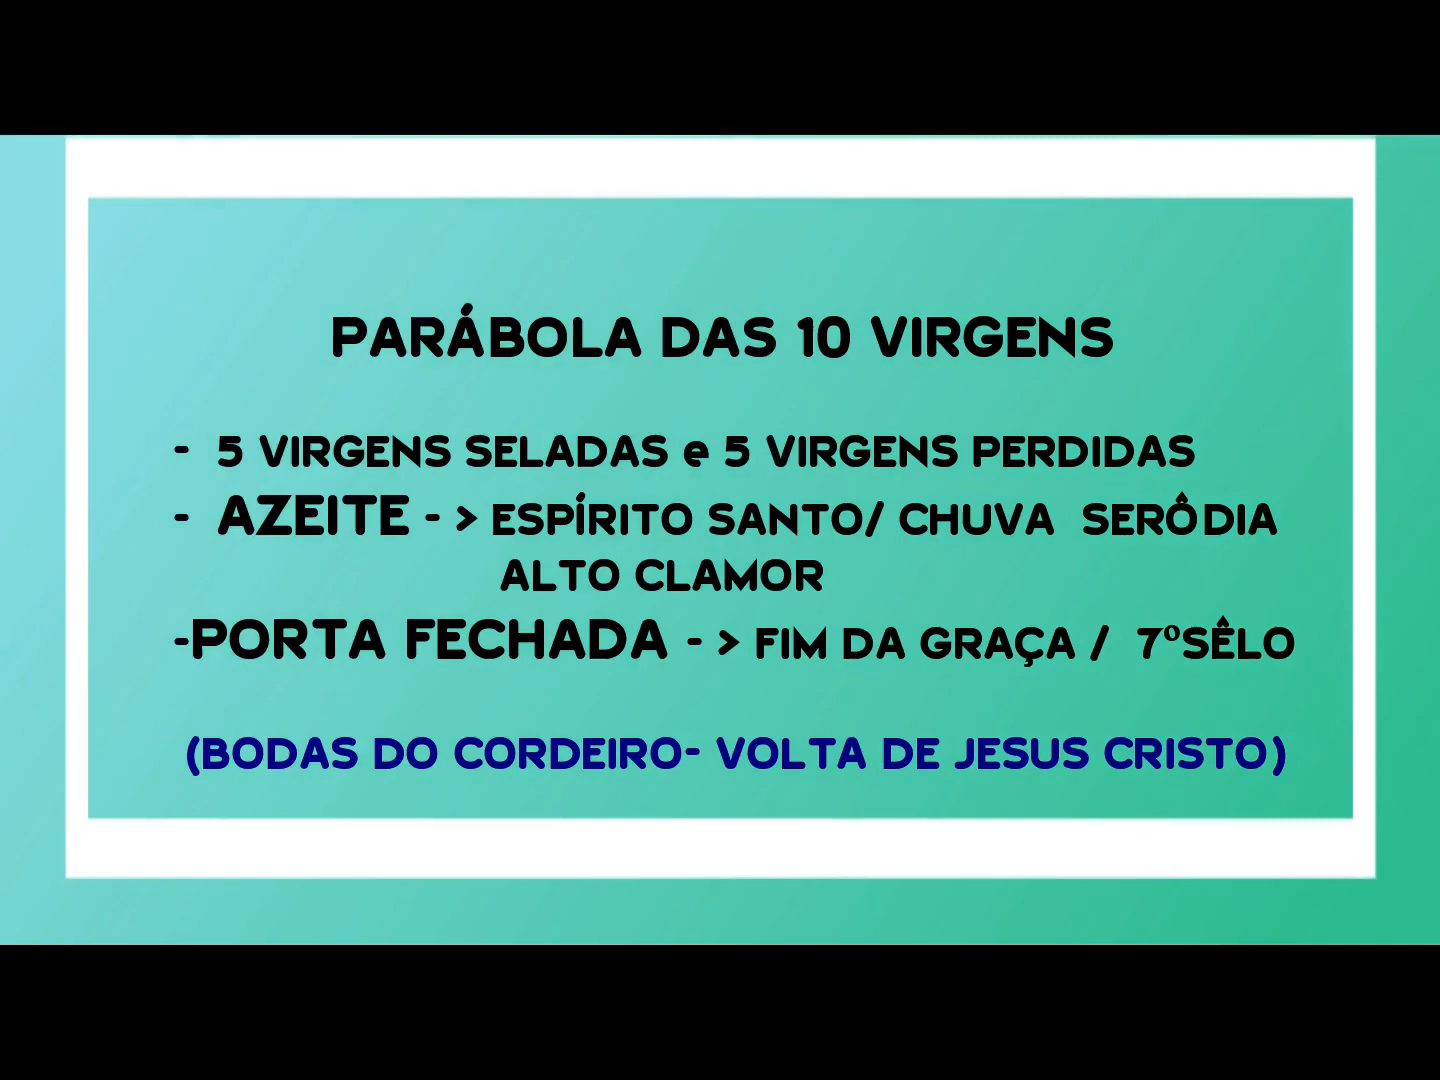 PARÁBOLA DAS 10 VIRGENS
- 5 VIRGENS SELADAS e 5 VIRGENS PERDIDAS
- AZEITE - > ESPÍRITO SANTO/ CHUVA SERÔDIA
ALTO CLAMOR
-PORTA FECHADA - > FIM DA GRAÇA / 7ºSÊLO
(BODAS DO CORDEIRO- VOLTA DE JESUS CRISTO)